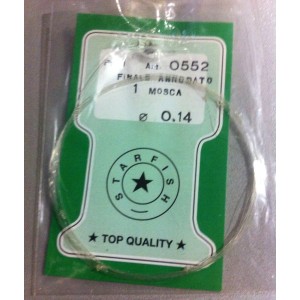 Art. 0552
FINALE ANNODATO
1 MOSCA
ø 0.14
STARFISH
★ TOP QUALITY ★